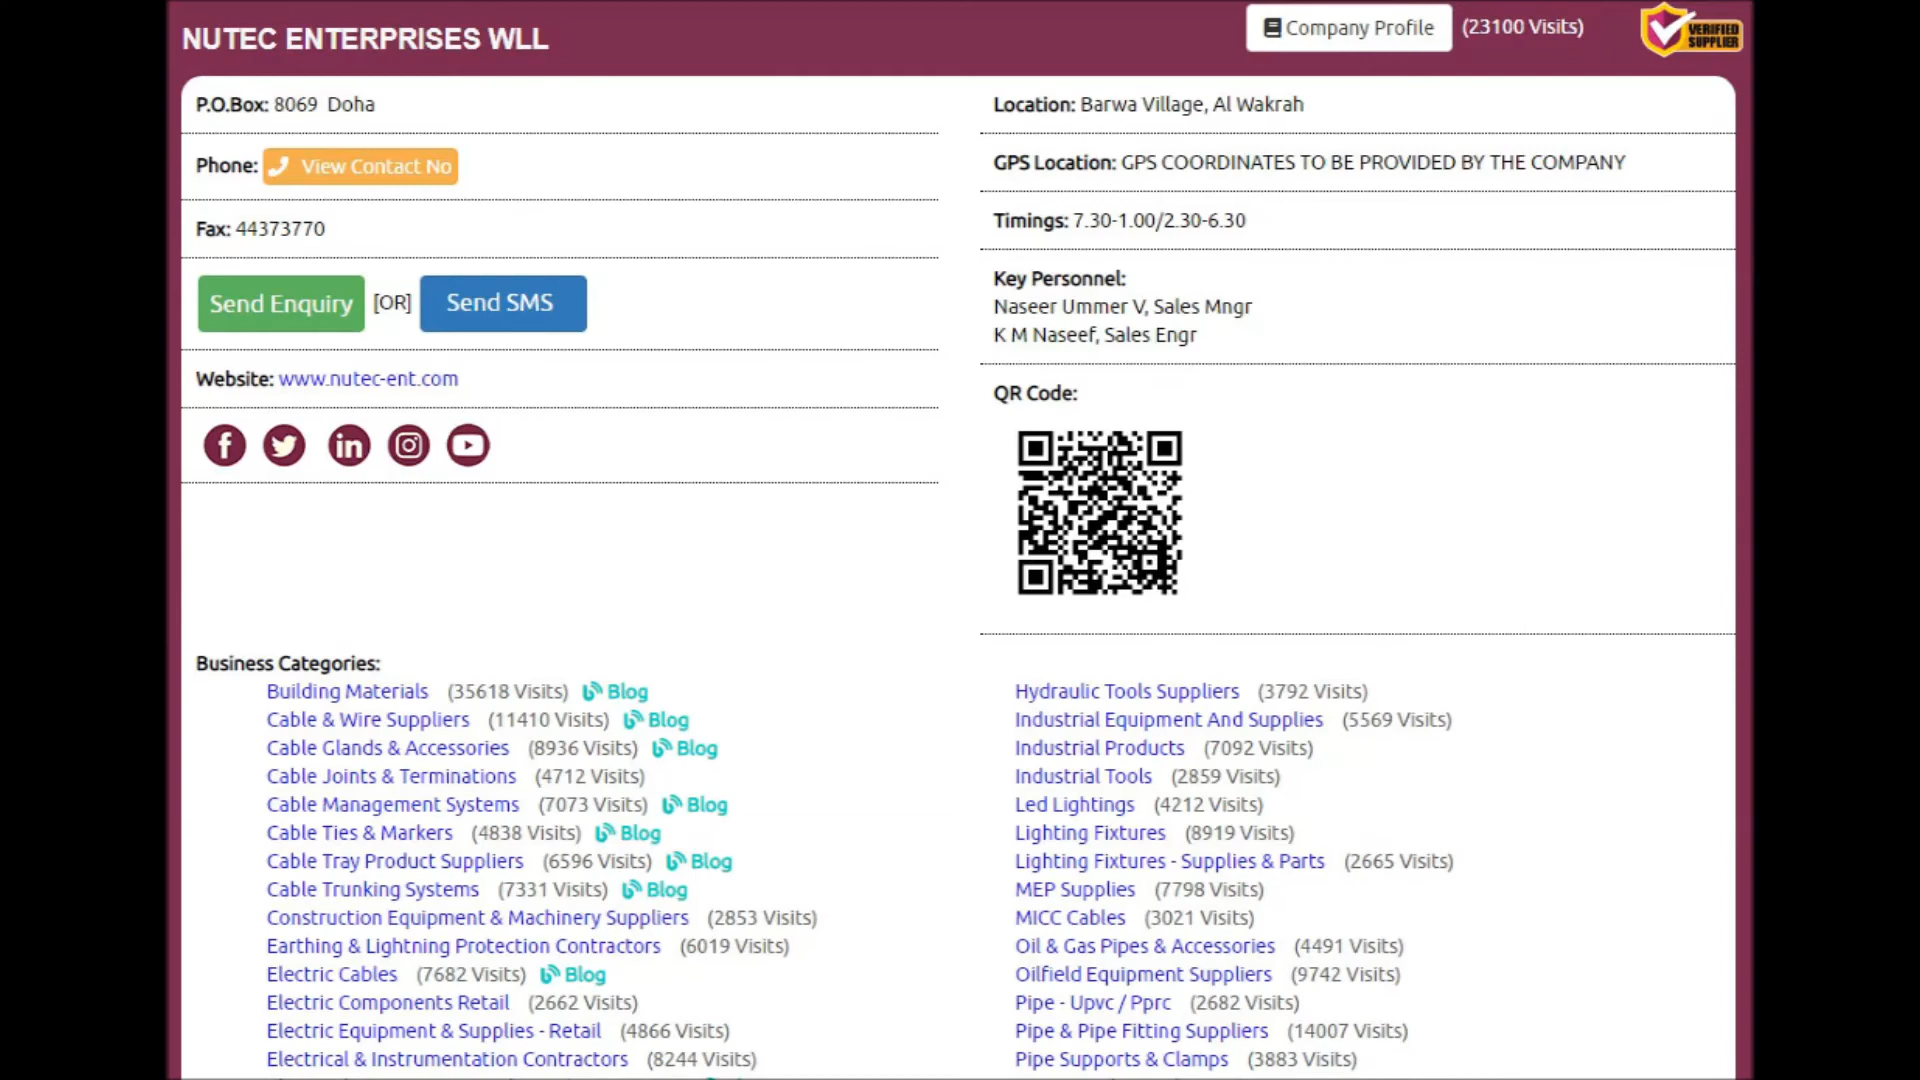 NUTEC ENTERPRISES WLL
Company Profile (23100 Visits)
VERIFIED
SUPPLIER
P.O.Box: 8069 Doha
Phone: View Contact No
Fax: 44373770
Send Enquiry [OR] Send SMS
Website: www.nutec-ent.com
Location: Barwa Village, Al Wakrah
GPS Location: GPS COORDINATES TO BE PROVIDED BY THE COMPANY
Timings: 7.30-1.00/2.30-6.30
Key Personnel:
Naseer Ummer V, Sales Mngr
K M Naseef, Sales Engr
QR Code:
Business Categories:
Building Materials (35618 Visits) Blog
Cable & Wire Suppliers (11410 Visits) Blog
Cable Glands & Accessories (8936 Visits) Blog
Cable Joints & Terminations (4712 Visits)
Cable Management Systems (7073 Visits) Blog
Cable Ties & Markers (4838 Visits) Blog
Cable Tray Product Suppliers (6596 Visits) Blog
Cable Trunking Systems (7331 Visits) Blog
Construction Equipment & Machinery Suppliers (2853 Visits)
Earthing & Lightning Protection Contractors (6019 Visits)
Electric Cables (7682 Visits) Blog
Electric Components Retail (2662 Visits)
Electric Equipment & Supplies - Retail (4866 Visits)
Electrical & Instrumentation Contractors (8244 Visits)
Hydraulic Tools Suppliers (3792 Visits)
Industrial Equipment And Supplies (5569 Visits)
Industrial Products (7092 Visits)
Industrial Tools (2859 Visits)
Led Lightings (4212 Visits)
Lighting Fixtures (8919 Visits)
Lighting Fixtures - Supplies & Parts (2665 Visits)
MEP Supplies (7798 Visits)
MICC Cables (3021 Visits)
Oil & Gas Pipes & Accessories (4491 Visits)
Oilfield Equipment Suppliers (9742 Visits)
Pipe - Upvc / Pprc (2682 Visits)
Pipe & Pipe Fitting Suppliers (14007 Visits)
Pipe Supports & Clamps (3883 Visits)